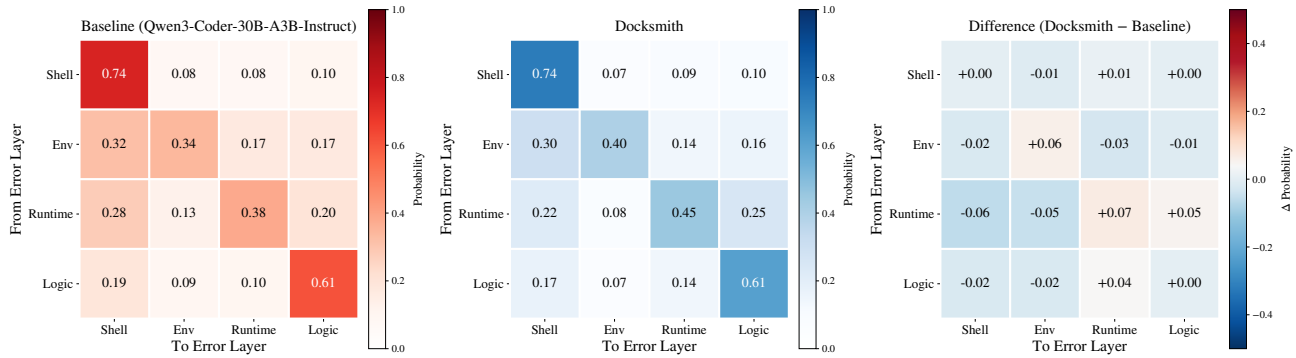 Baseline (Qwen3-Coder-30B-A3B-Instruct)
From Error Layer
Shell
0.74 0.08 0.08 0.10
Env
0.32 0.34 0.17 0.17
Runtime
0.28 0.13 0.38 0.20
Logic
0.19 0.09 0.10 0.61
Shell Env Runtime Logic
To Error Layer
1.0
0.8
0.6
0.4
0.2
0.0
Probability
Docksmith
From Error Layer
Shell
0.74 0.07 0.09 0.10
Env
0.30 0.40 0.14 0.16
Runtime
0.22 0.08 0.45 0.25
Logic
0.17 0.07 0.14 0.61
Shell Env Runtime Logic
To Error Layer
1.0
0.8
0.6
0.4
0.2
0.0
Probability
Difference (Docksmith − Baseline)
From Error Layer
Shell
+0.00 -0.01 +0.01 +0.00
Env
-0.02 +0.06 -0.03 -0.01
Runtime
-0.06 -0.05 +0.07 +0.05
Logic
-0.02 -0.02 +0.04 +0.00
Shell Env Runtime Logic
To Error Layer
0.4
0.2
0.0
−0.2
−0.4
Δ Probability